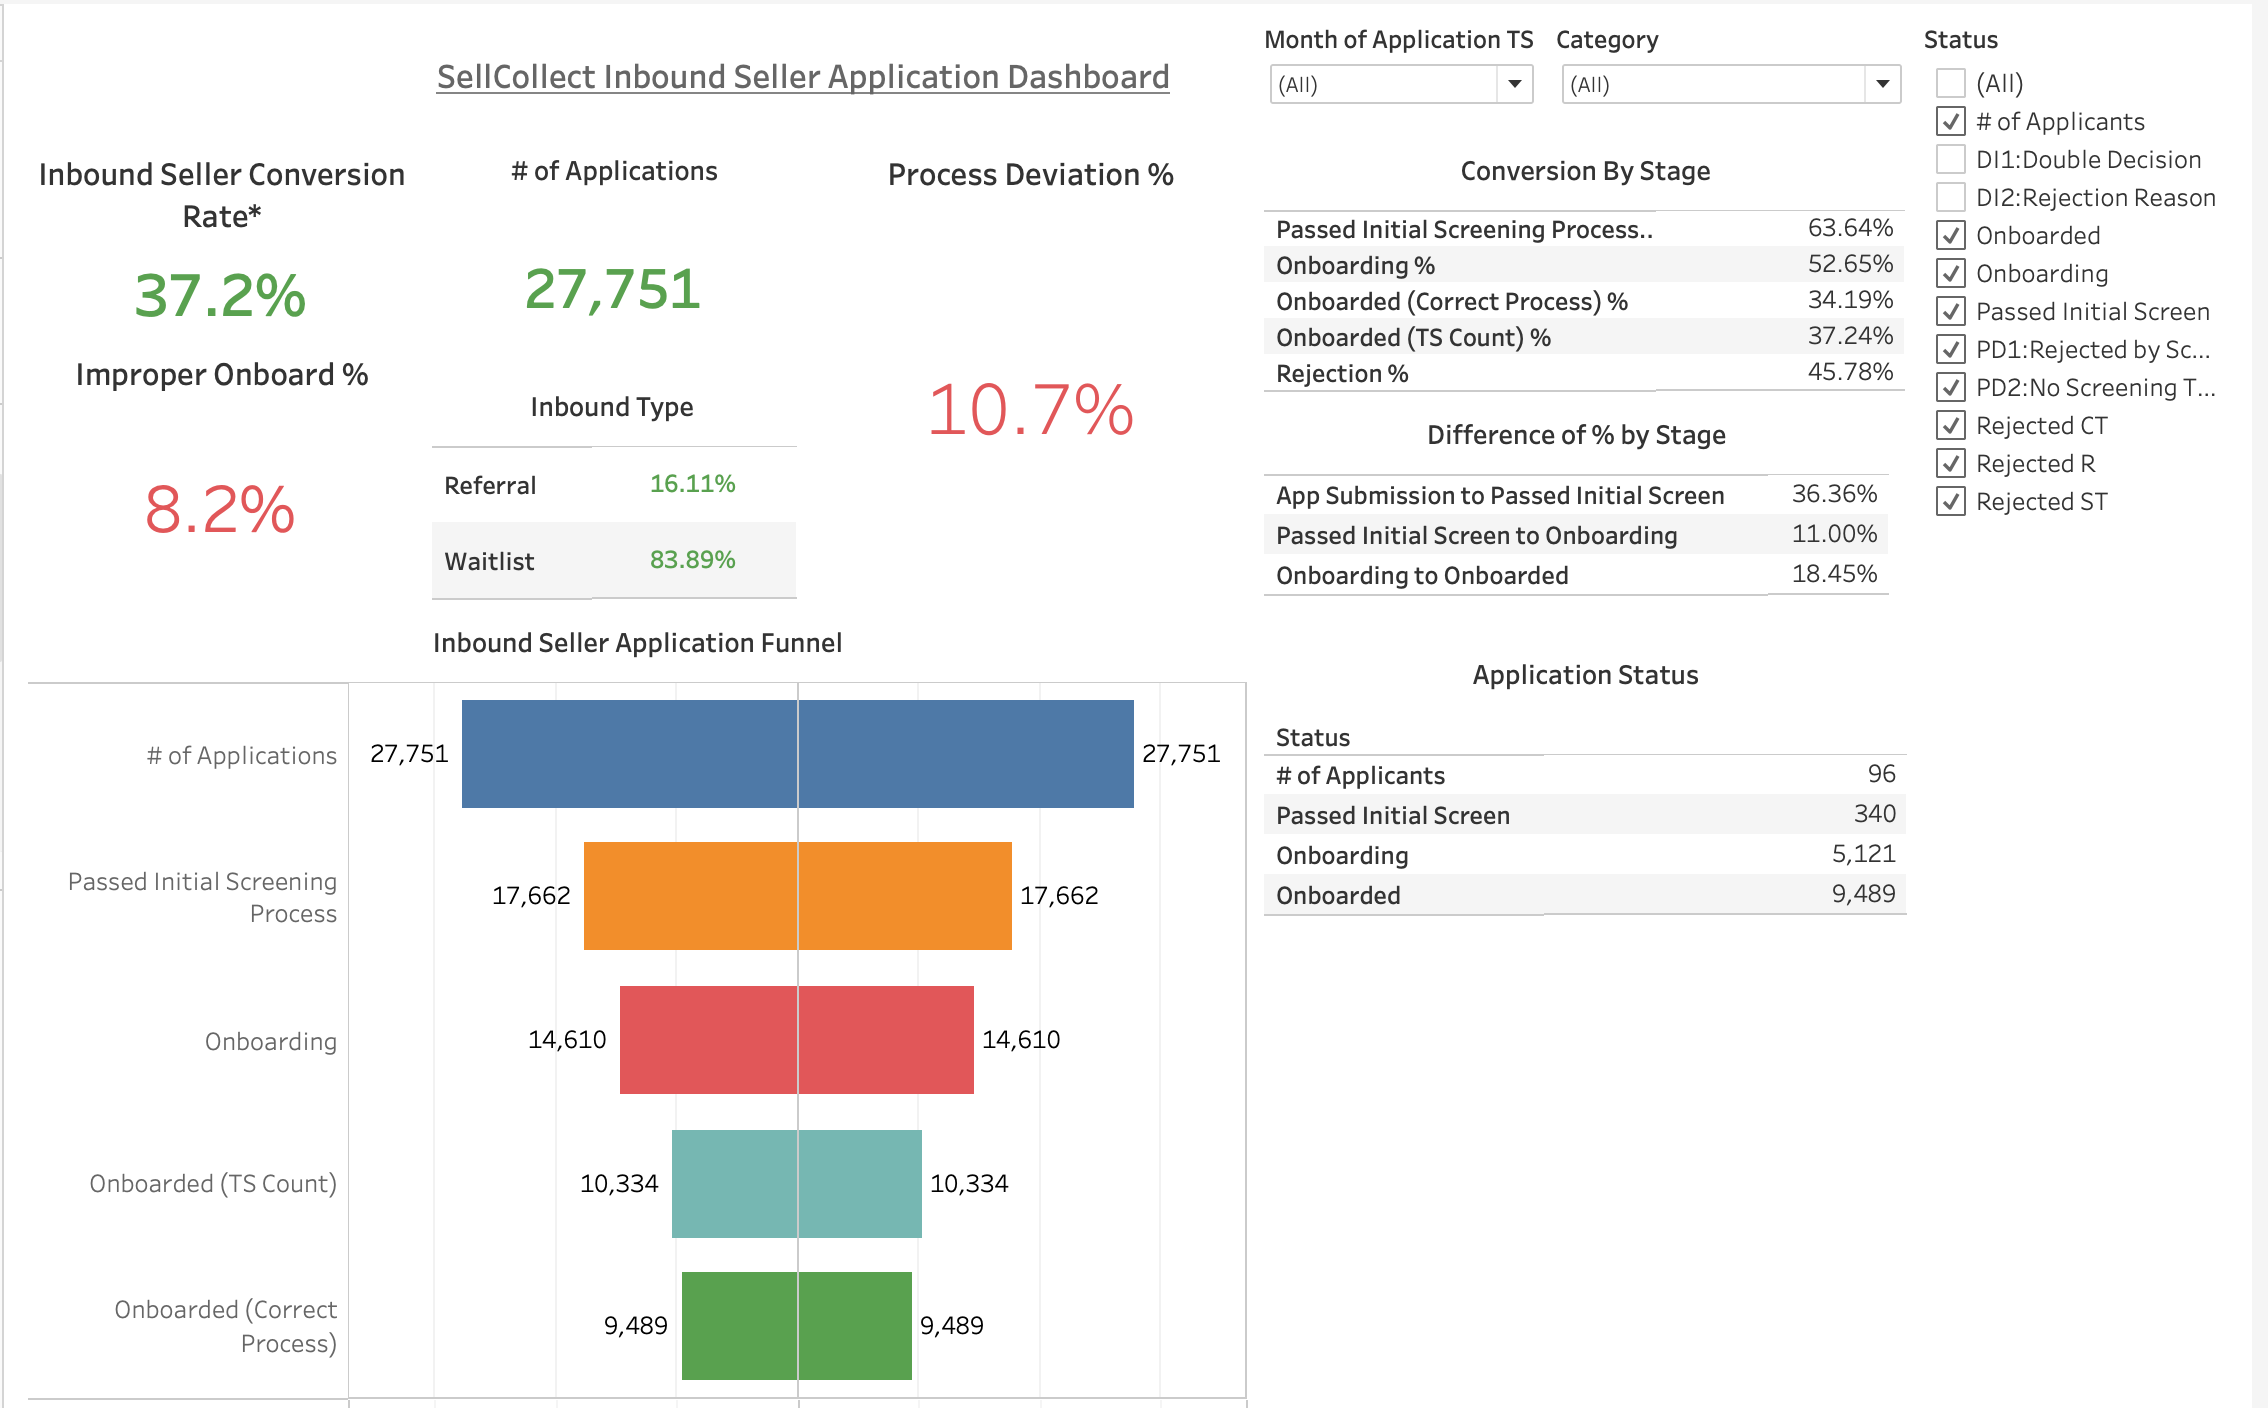 SellCollect Inbound Seller Application Dashboard
Month of Application TS
(All)
Category
(All)
Status
(All)
# of Applicants
DI1:Double Decision
DI2:Rejection Reason
Onboarded
Onboarding
Passed Initial Screen
PD1:Rejected by Sc...
PD2:No Screening T...
Rejected CT
Rejected R
Rejected ST
Inbound Seller Conversion
Rate*
37.2%
Improper Onboard %
8.2%
# of Applications
27,751
Inbound Type
Referral 16.11%
Waitlist 83.89%
Process Deviation %
10.7%
Conversion By Stage
Passed Initial Screening Process.. 63.64%
Onboarding % 52.65%
Onboarded (Correct Process) % 34.19%
Onboarded (TS Count) % 37.24%
Rejection % 45.78%
Difference of % by Stage
App Submission to Passed Initial Screen 36.36%
Passed Initial Screen to Onboarding 11.00%
Onboarding to Onboarded 18.45%
Inbound Seller Application Funnel
# of Applications 27,751 27,751
Passed Initial Screening
Process 17,662 17,662
Onboarding 14,610 14,610
Onboarded (TS Count) 10,334 10,334
Onboarded (Correct
Process) 9,489 9,489
Application Status
Status
# of Applicants 96
Passed Initial Screen 340
Onboarding 5,121
Onboarded 9,489